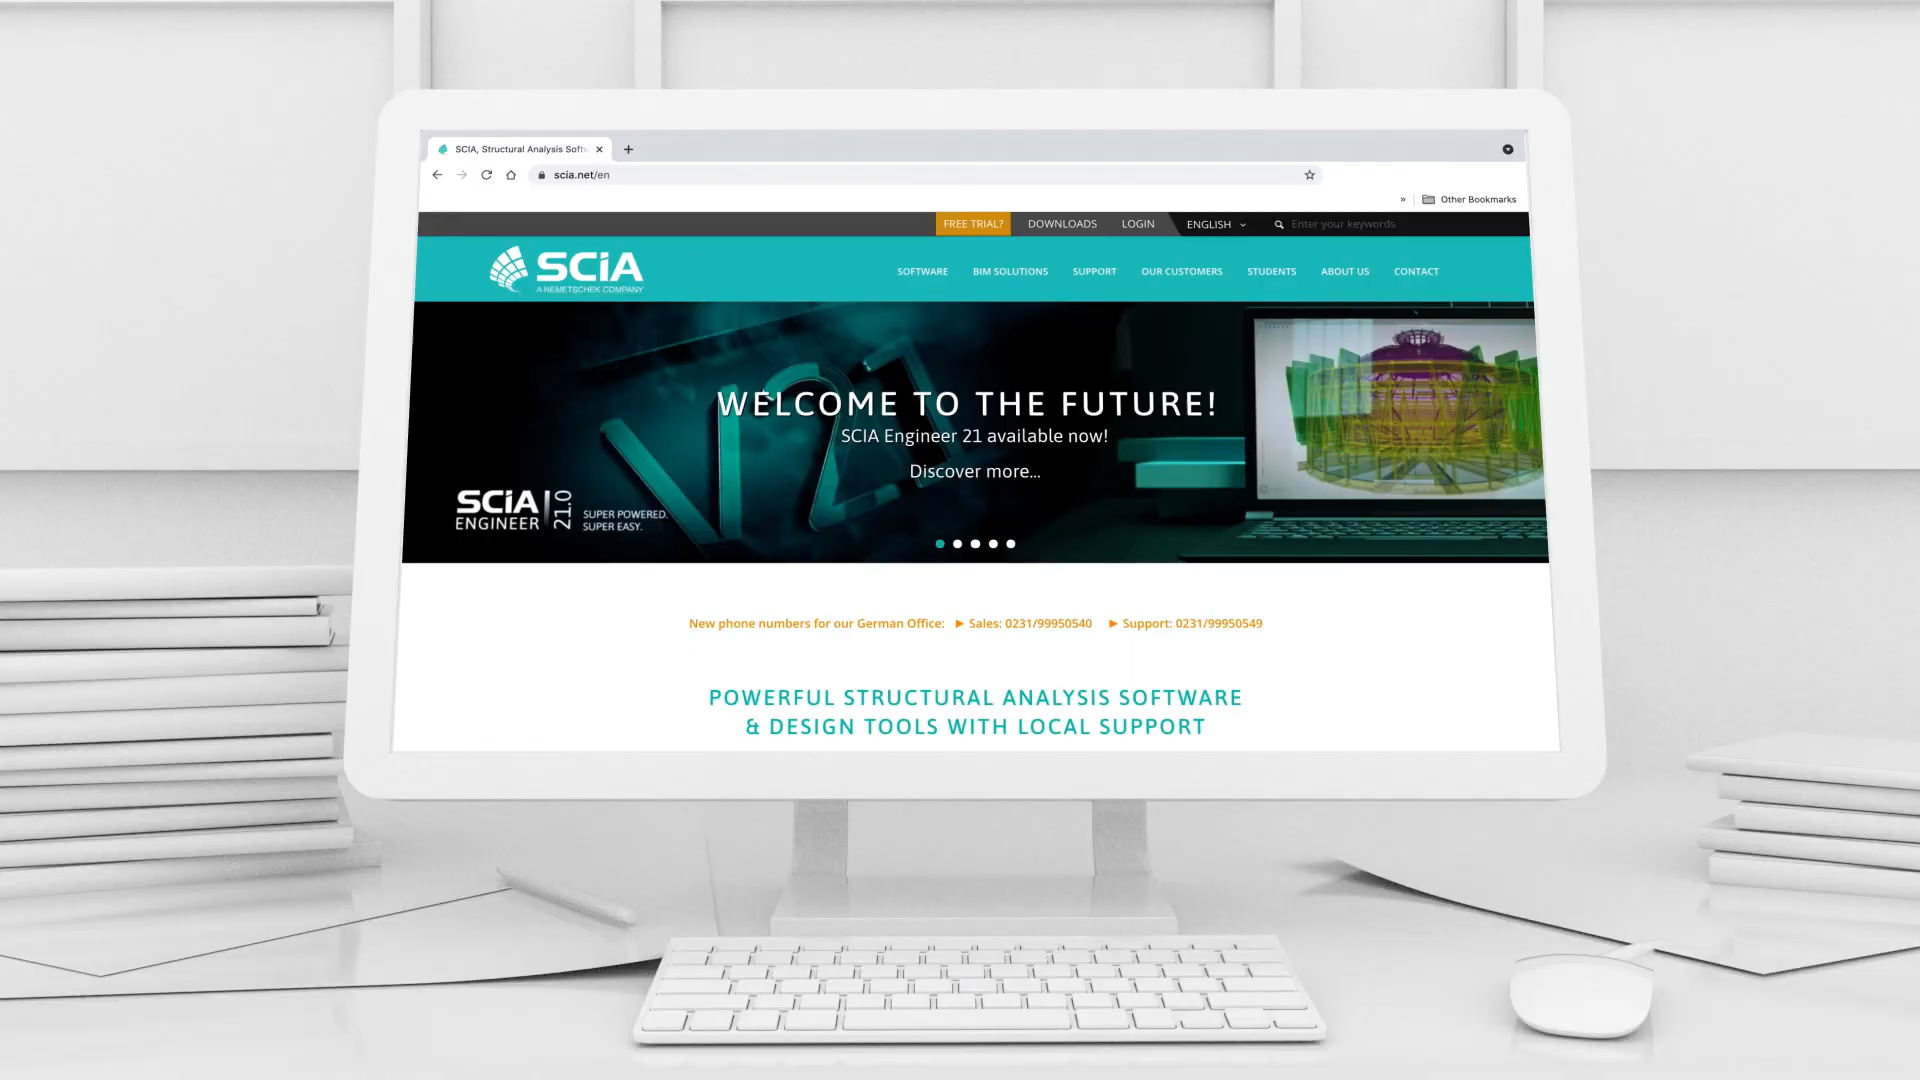 SCIA, Structural Analysis Softw
scia.net/en
» Other Bookmarks
FREE TRIAL? DOWNLOADS LOGIN ENGLISH Enter your keywords
SCiA
A NEMETSCHEK COMPANY
SOFTWARE BIM SOLUTIONS SUPPORT OUR CUSTOMERS STUDENTS ABOUT US CONTACT
V21
WELCOME TO THE FUTURE!
SCIA Engineer 21 available now!
Discover more...
SCiA
ENGINEER
21.0
SUPER POWERED.
SUPER EASY.
New phone numbers for our German Office: ► Sales: 0231/99950540 ► Support: 0231/99950549
POWERFUL STRUCTURAL ANALYSIS SOFTWARE
& DESIGN TOOLS WITH LOCAL SUPPORT